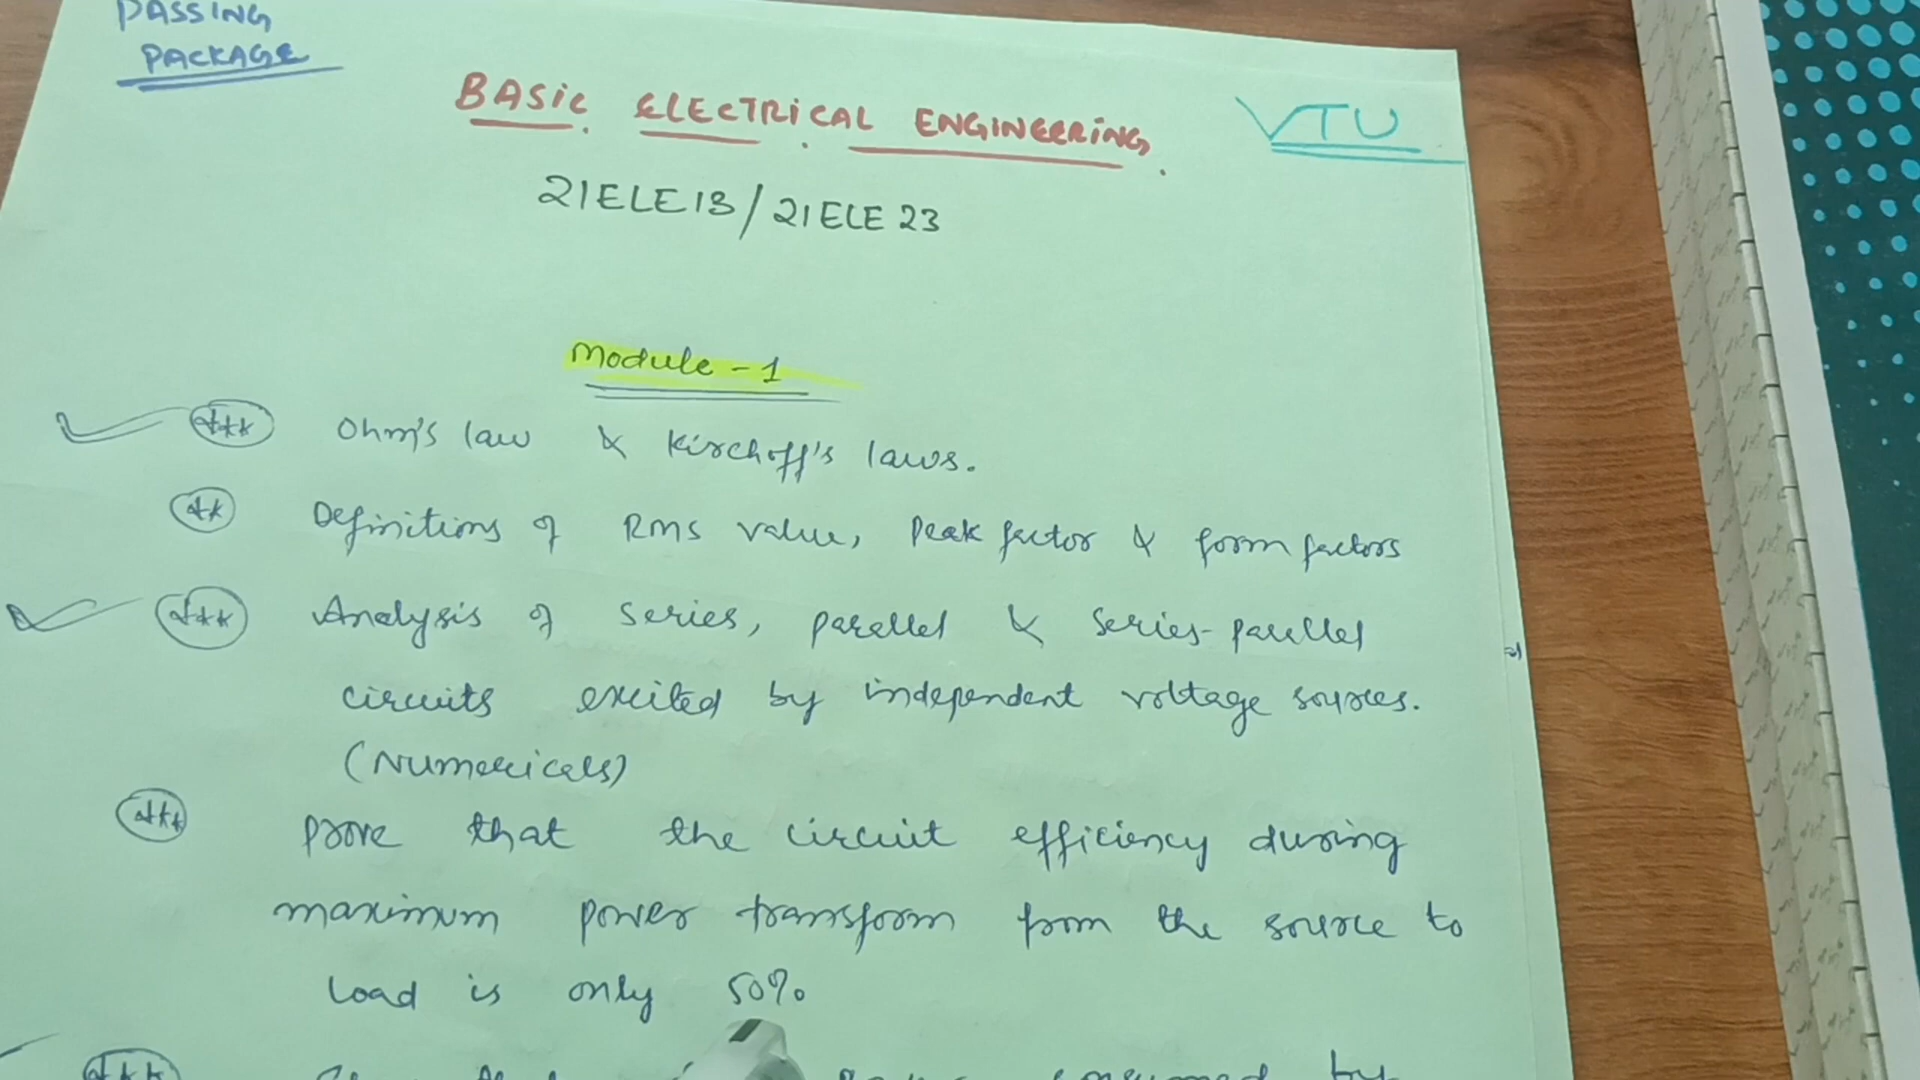 PASSING
PACKAGE
BASIC ELECTRICAL ENGINEERING.
VTU
21ELE13/21ELE23
Module-1
*** Ohm's law & Kirchoff's laws.
** Definitions of RMS value, Peak factor & form factors
*** Analysis of series, parallel & series-parallel
circuits excited by independent voltage sources.
(Numericals)
*** prove that the circuit efficiency during
maximum power transform from the source to
load is only 50%
*** consumed by